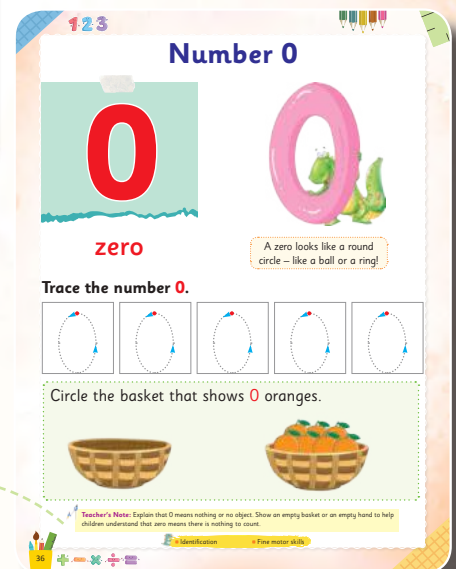 123
Number 0
0
zero
A zero looks like a round
circle – like a ball or a ring!
Trace the number 0.
Circle the basket that shows 0 oranges.
Teacher's Note: Explain that 0 means nothing or no object. Show an empty basket or an empty hand to help
children understand that zero means there is nothing to count.
Identification
Fine motor skills
36